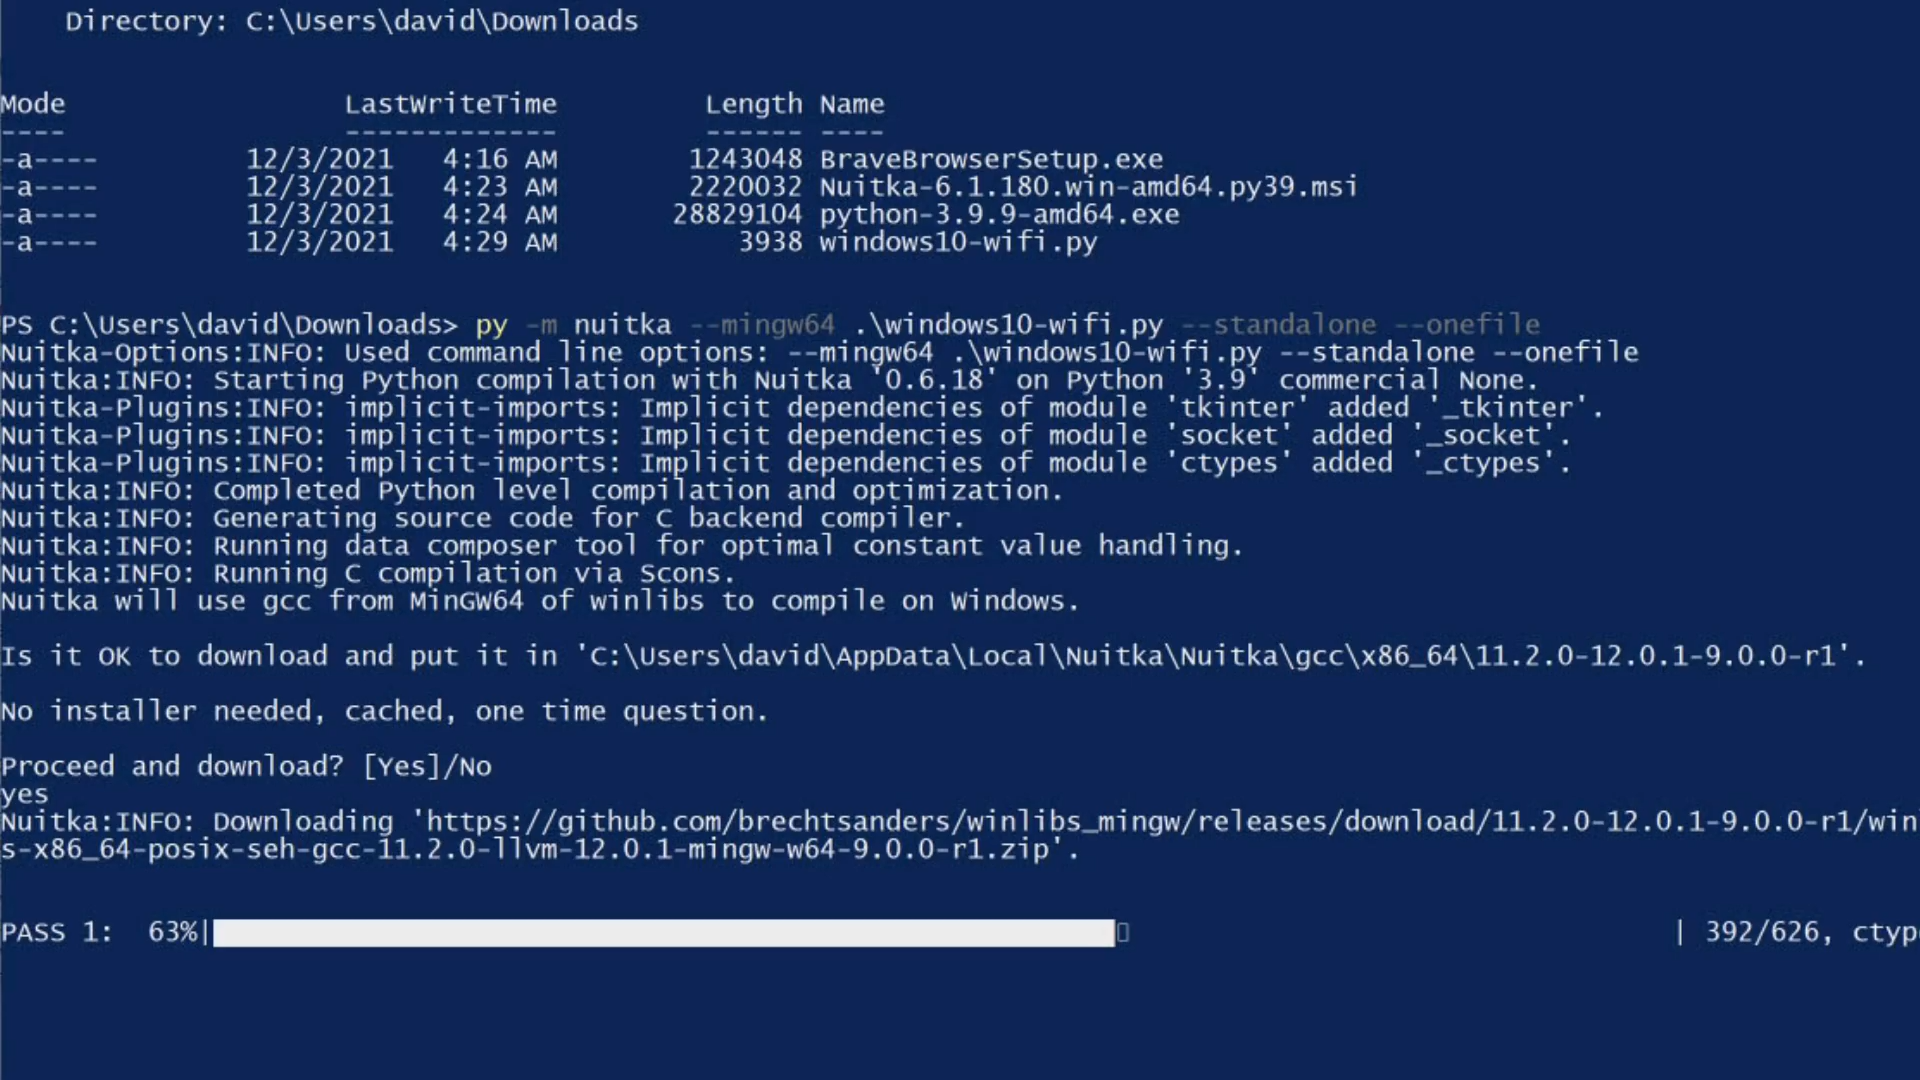 Directory: C:\Users\david\Downloads
Mode LastWriteTime Length Name
---- ------------- ------ ----
-a---- 12/3/2021 4:16 AM 1243048 BraveBrowserSetup.exe
-a---- 12/3/2021 4:23 AM 2220032 Nuitka-6.1.180.win-amd64.py39.msi
-a---- 12/3/2021 4:24 AM 28829104 python-3.9.9-amd64.exe
-a---- 12/3/2021 4:29 AM 3938 windows10-wifi.py
PS C:\Users\david\Downloads> py -m nuitka --mingw64 .\windows10-wifi.py --standalone --onefile
Nuitka-Options:INFO: Used command line options: --mingw64 .\windows10-wifi.py --standalone --onefile
Nuitka:INFO: Starting Python compilation with Nuitka '0.6.18' on Python '3.9' commercial None.
Nuitka-Plugins:INFO: implicit-imports: Implicit dependencies of module 'tkinter' added '_tkinter'.
Nuitka-Plugins:INFO: implicit-imports: Implicit dependencies of module 'socket' added '_socket'.
Nuitka-Plugins:INFO: implicit-imports: Implicit dependencies of module 'ctypes' added '_ctypes'.
Nuitka:INFO: Completed Python level compilation and optimization.
Nuitka:INFO: Generating source code for C backend compiler.
Nuitka:INFO: Running data composer tool for optimal constant value handling.
Nuitka:INFO: Running C compilation via Scons.
Nuitka will use gcc from MinGW64 of winlibs to compile on Windows.
Is it OK to download and put it in 'C:\Users\david\AppData\Local\Nuitka\Nuitka\gcc\x86_64\11.2.0-12.0.1-9.0.0-r1'.
No installer needed, cached, one time question.
Proceed and download? [Yes]/No
yes
Nuitka:INFO: Downloading 'https://github.com/brechtsanders/winlibs_mingw/releases/download/11.2.0-12.0.1-9.0.0-r1/win
s-x86_64-posix-seh-gcc-11.2.0-llvm-12.0.1-mingw-w64-9.0.0-r1.zip'.
PASS 1: 63%| | 392/626, ctyp